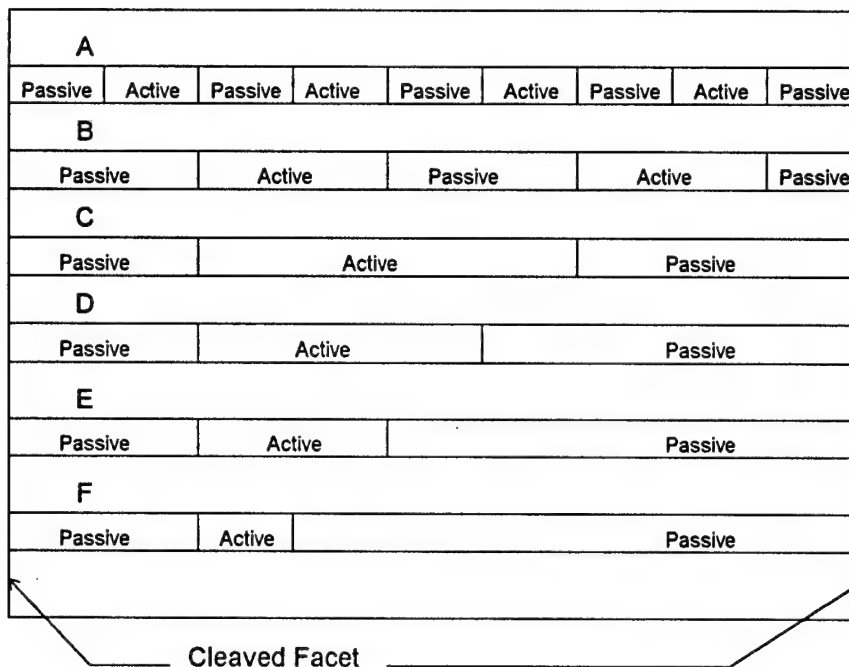 A
Passive Active Passive Active Passive Active Passive Active Passive
B
Passive Active Passive Active Passive
C
Passive Active Passive
D
Passive Active Passive
E
Passive Active Passive
F
Passive Active Passive
Cleaved Facet